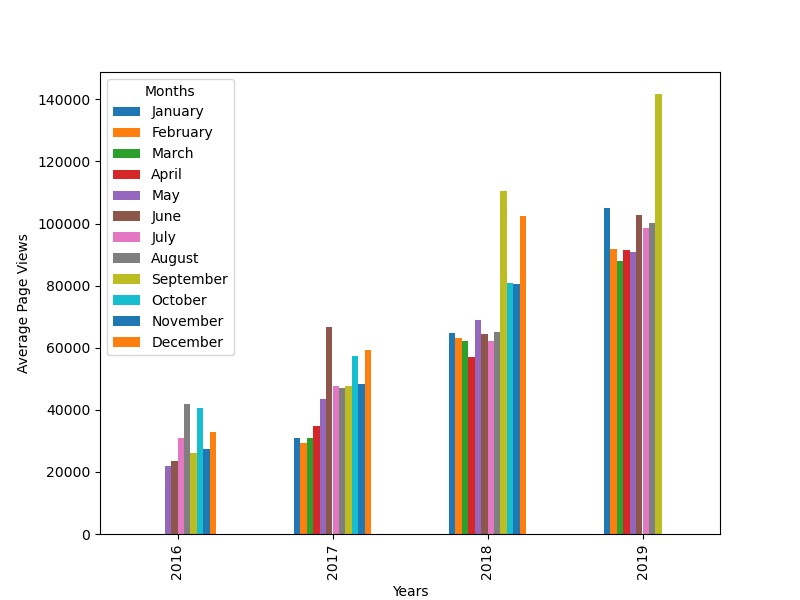 Months
January
February
March
April
May
June
July
August
September
October
November
December
Average Page Views
140000
120000
100000
80000
60000
40000
20000
0
2016
2017
2018
2019
Years